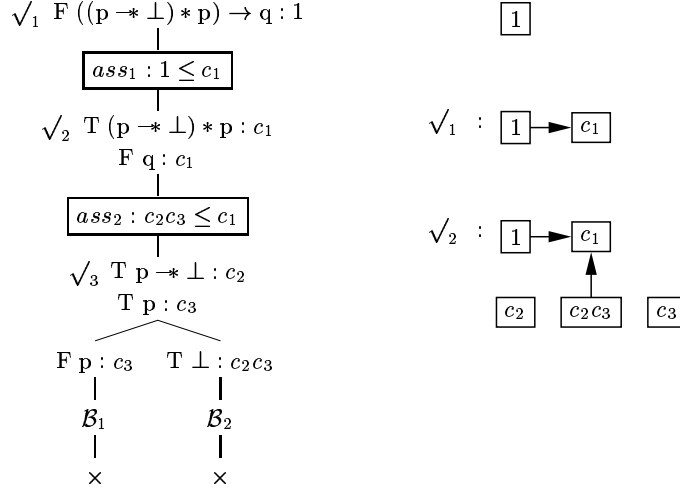 √1 F ((p −∗ ⊥) ∗ p) → q : 1
1
ass1 : 1 ≤ c1
√2 T (p −∗ ⊥) ∗ p : c1
F q : c1
√1 : 1 c1
ass2 : c2c3 ≤ c1
√2 : 1 c1
√3 T p −∗ ⊥ : c2
T p : c3
c2 c2c3 c3
F p : c3 T ⊥ : c2c3
B1 B2
× ×